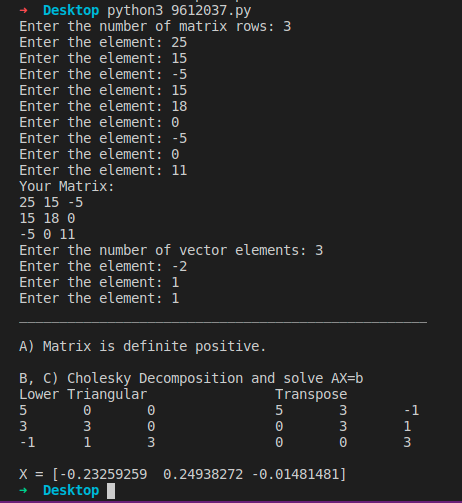 ➜ Desktop python3 9612037.py
Enter the number of matrix rows: 3
Enter the element: 25
Enter the element: 15
Enter the element: -5
Enter the element: 15
Enter the element: 18
Enter the element: 0
Enter the element: -5
Enter the element: 0
Enter the element: 11
Your Matrix:
25 15 -5
15 18 0
-5 0 11
Enter the number of vector elements: 3
Enter the element: -2
Enter the element: 1
Enter the element: 1
___________________________________________________
A) Matrix is definite positive.
B, C) Cholesky Decomposition and solve AX=b
Lower Triangular Transpose
5 0 0 5 3 -1
3 3 0 0 3 1
-1 1 3 0 0 3
X = [-0.23259259 0.24938272 -0.01481481]
➜ Desktop